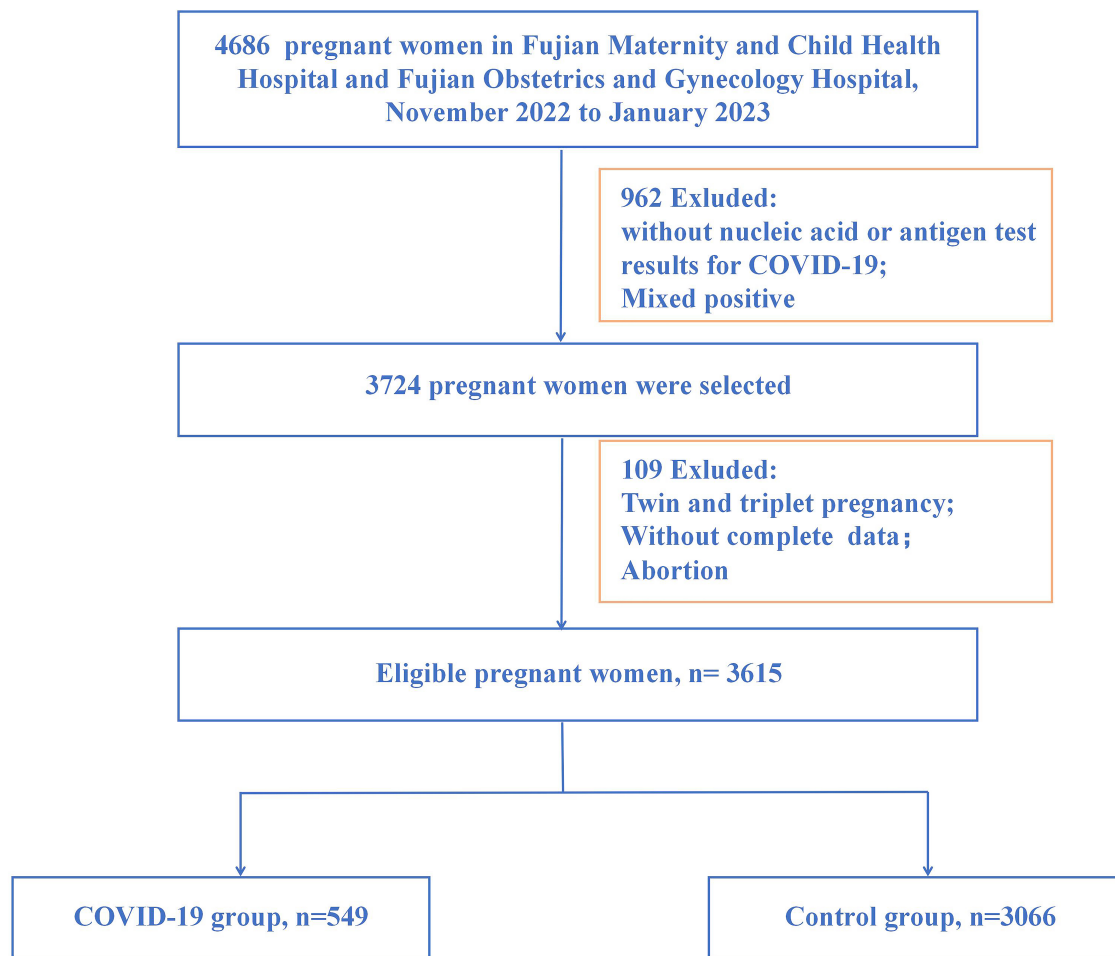 4686  pregnant women in Fujian Maternity and Child Health
Hospital and Fujian Obstetrics and Gynecology Hospital,
November 2022 to January 2023
962 Exluded:
without nucleic acid or antigen test
results for COVID-19;
Mixed positive
3724 pregnant women were selected
109 Exluded:
Twin and triplet pregnancy;
Without complete  data；
Abortion
Eligible pregnant women, n= 3615
COVID-19 group, n=549
Control group, n=3066